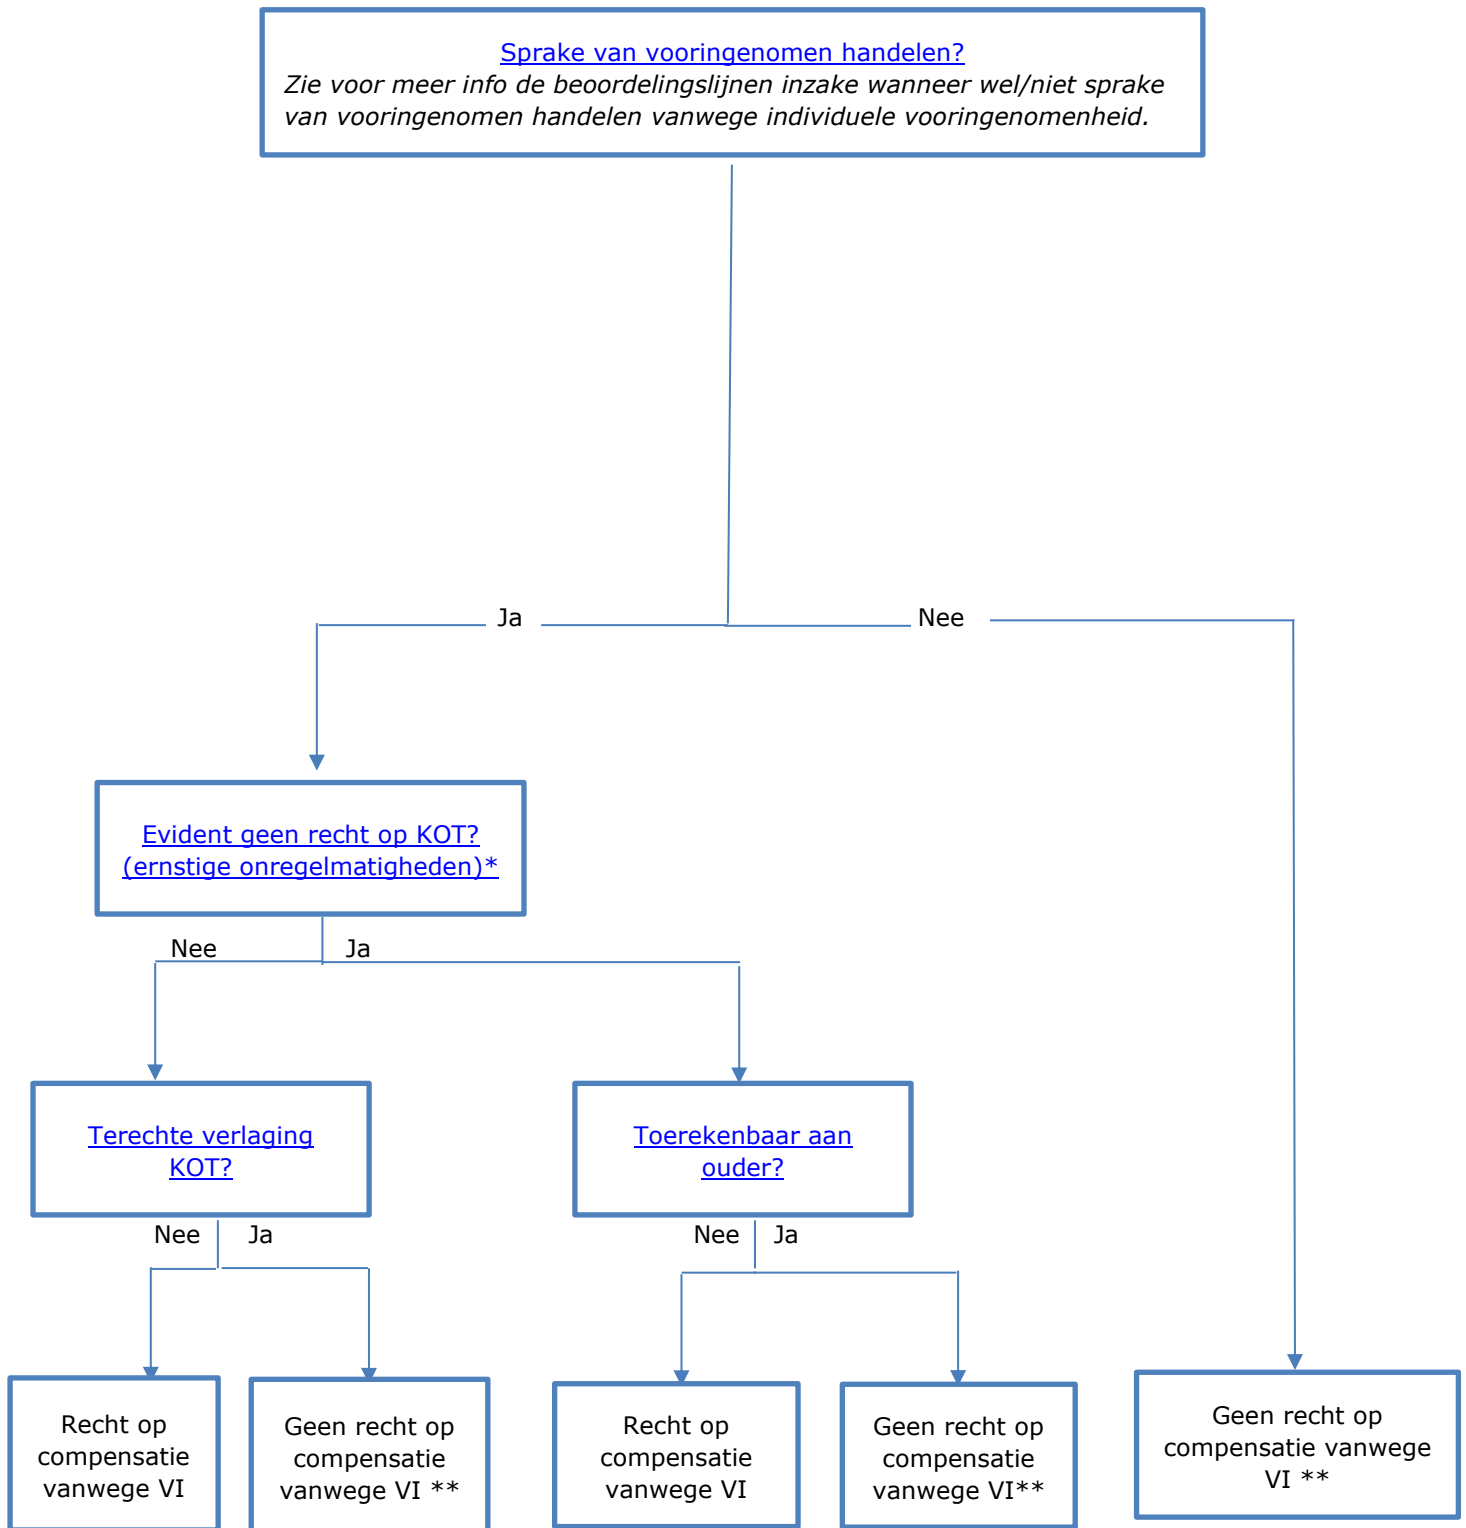 Sprake van vooringenomen handelen?
Zie voor meer info de beoordelingslijnen inzake wanneer wel/niet sprake
van vooringenomen handelen vanwege individuele vooringenomenheid.
Ja
Nee
Evident geen recht op KOT?
(ernstige onregelmatigheden)*
Nee
Ja
Terechte verlaging
KOT?
Toerekenbaar aan
ouder?
Nee
Ja
Nee
Ja
Recht op
compensatie
vanwege VI
Geen recht op
compensatie
vanwege VI **
Recht op
compensatie
vanwege VI
Geen recht op
compensatie
vanwege VI**
Geen recht op
compensatie vanwege
VI **